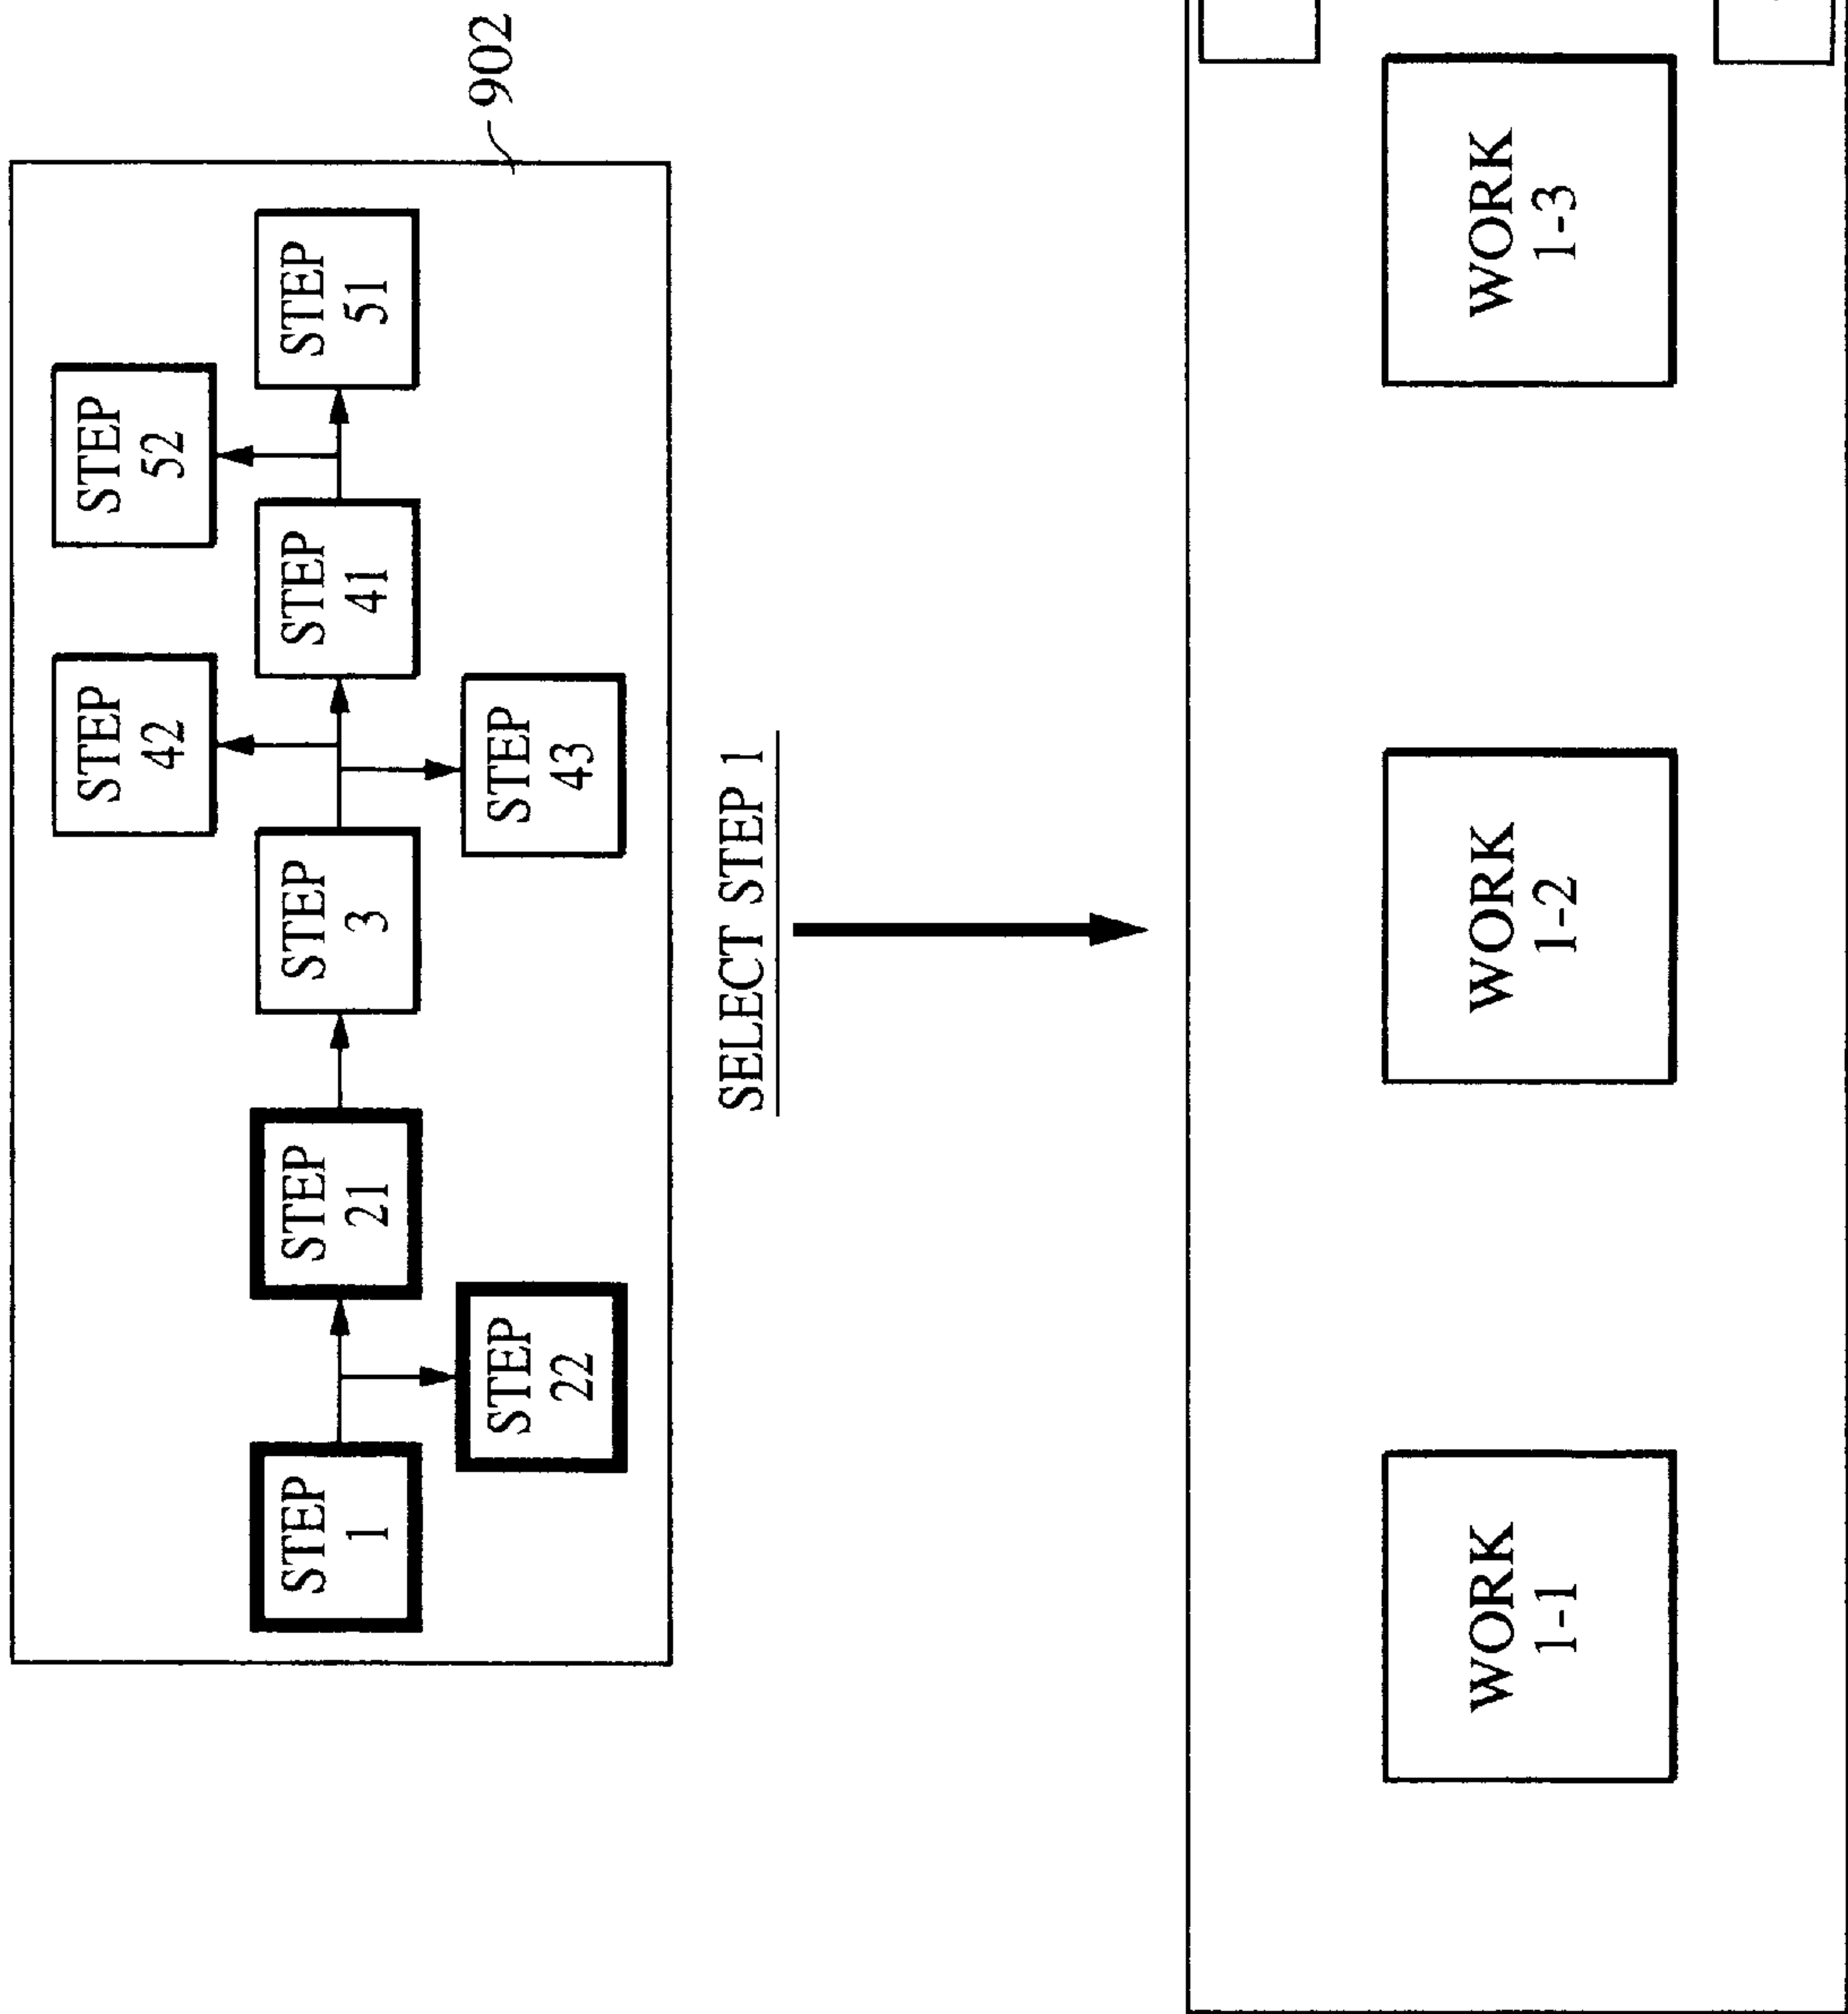 STEP
42
STEP
52
STEP
1
STEP
21
STEP
3
STEP
41
STEP
51
STEP
22
STEP
43
902
SELECT STEP 1
WORK
1-1
WORK
1-2
WORK
1-3